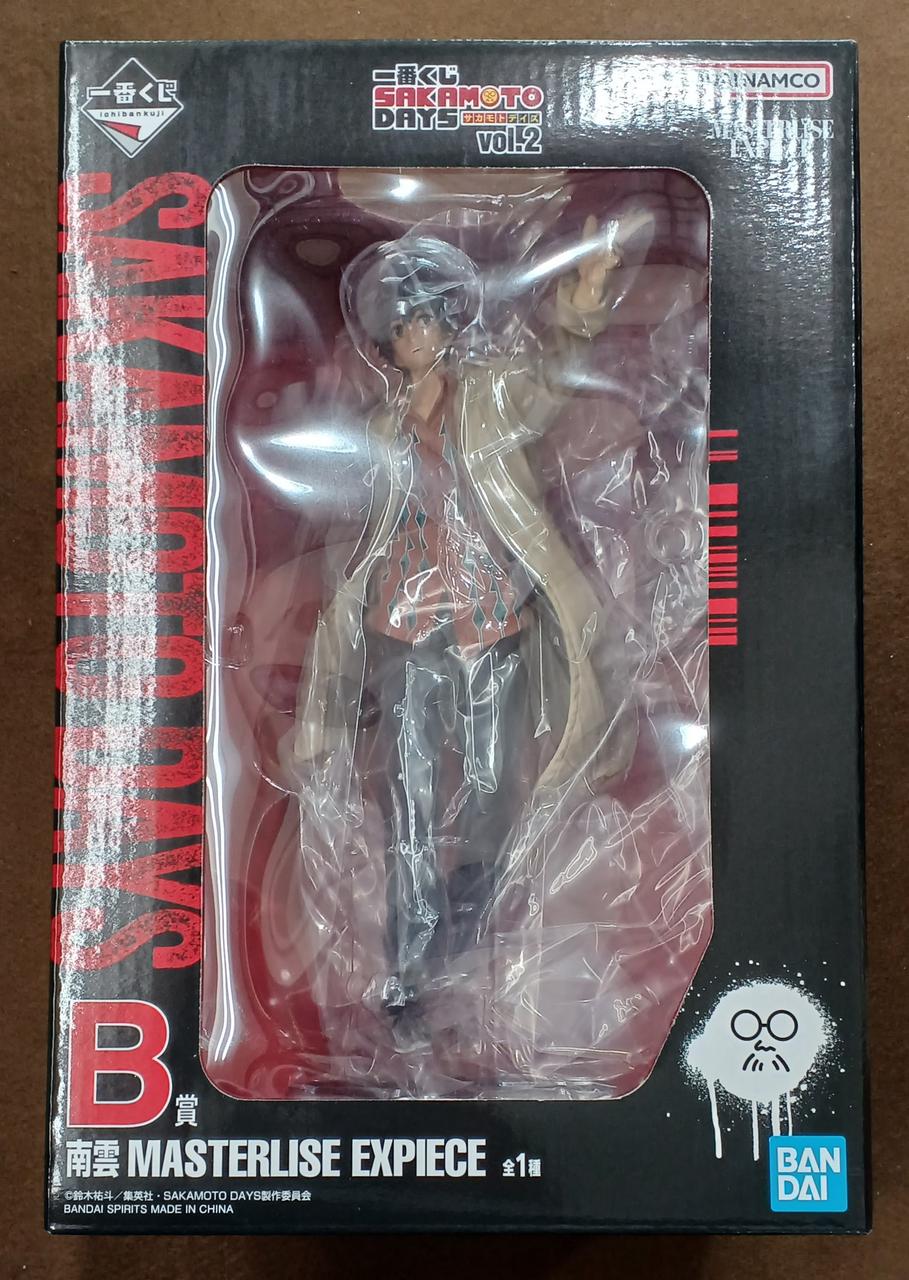 一番くじ
ichibankuji
一番くじ
SAKAMOTO
DAYS サカモトデイズ
vol.2
BANDAI NAMCO
MASTERLISE
EXPIECE
SAKAMOTO DAYS
B賞
南雲 MASTERLISE EXPIECE 全1種
©鈴木祐斗／集英社・SAKAMOTO DAYS製作委員会
BANDAI SPIRITS MADE IN CHINA
BAN
DAI